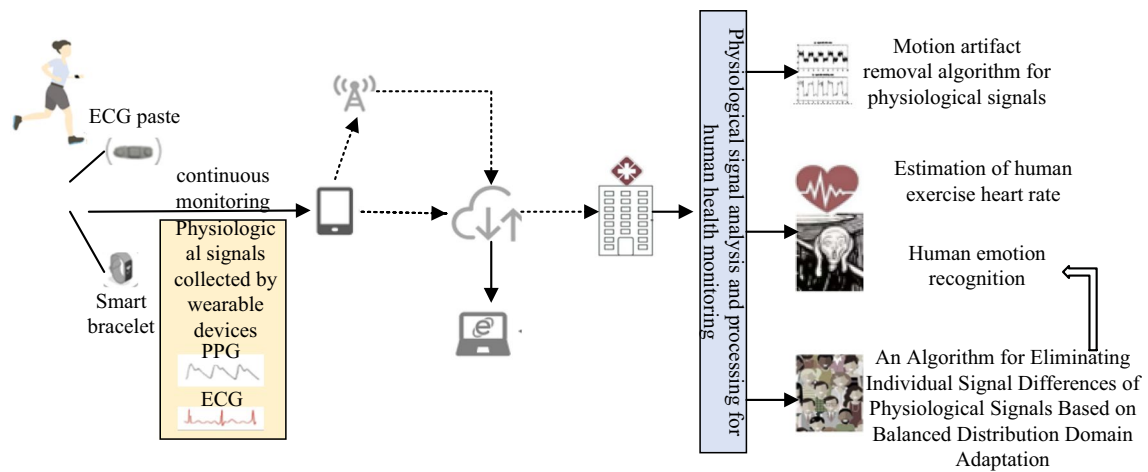 ECG paste
continuous
monitoring
Physiologic
al signals
collected by
wearable
devices
PPG
ECG
Smart
bracelet
Physiological signal analysis and processing for
human health monitoring
Motion artifact
removal algorithm for
physiological signals
Estimation of human
exercise heart rate
Human emotion
recognition
An Algorithm for Eliminating
Individual Signal Differences of
Physiological Signals Based on
Balanced Distribution Domain
Adaptation